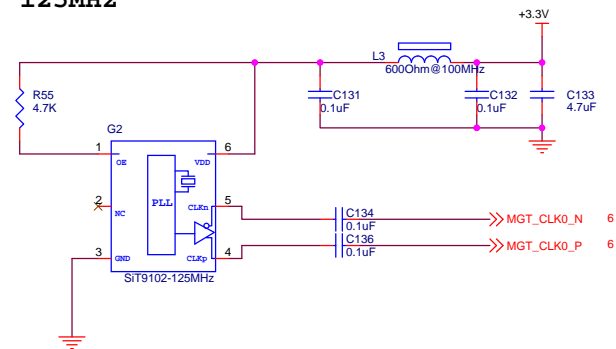 125MHz
+3.3V
L3
600Ohm@100MHz
R55
4.7K
C131
0.1uF
C132
0.1uF
C133
4.7uF
G2
1
OE
VDD
6
2
NC
PLL
CLKn
5
3
GND
CLKp
4
SiT9102-125MHz
C134
0.1uF
MGT_CLK0_N 6
C136
0.1uF
MGT_CLK0_P 6